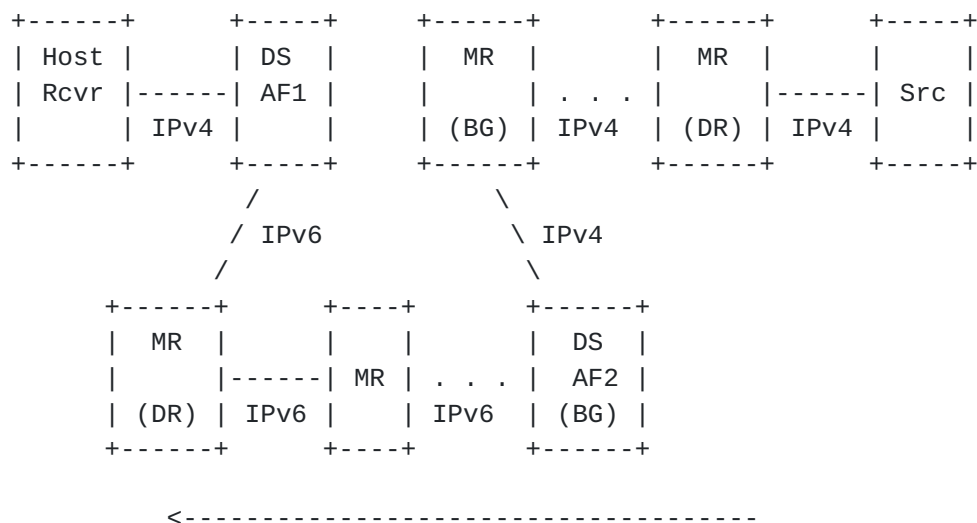 +------+      +-----+      +------+        +------+      +-----+
| Host |      | DS  |      |  MR  |        |  MR  |      |     |
| Rcvr |------| AF1 |      |      | . . .  |      |------| Src |
|      | IPv4 |     |      | (BG) | IPv4   | (DR) | IPv4 |     |
+------+      +-----+      +------+        +------+      +-----+
               /                \
              / IPv6             \ IPv4
             /                    \
      +------+      +----+        +------+
      |  MR  |      |    |        |  DS  |
      |      |------| MR | . . .  |  AF2 |
      | (DR) | IPv6 |    | IPv6   | (BG) |
      +------+      +----+        +------+
          <-----------------------------------